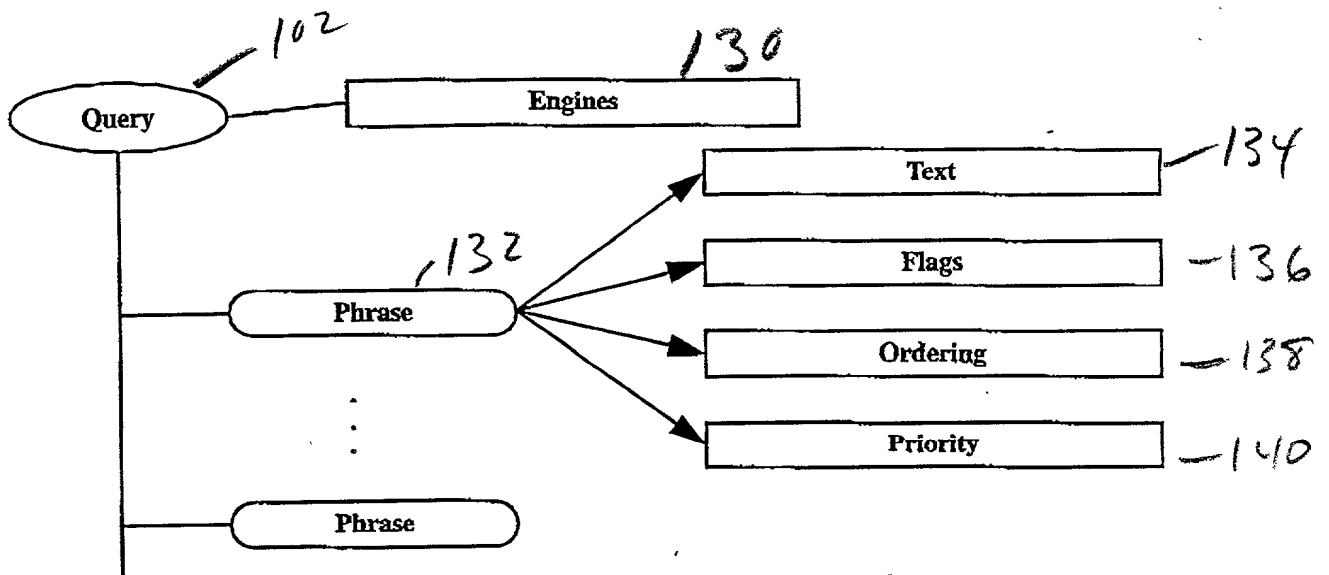 102
130
Query
Engines
Text
134
132
Flags
136
Phrase
Ordering
138
Priority
140
Phrase